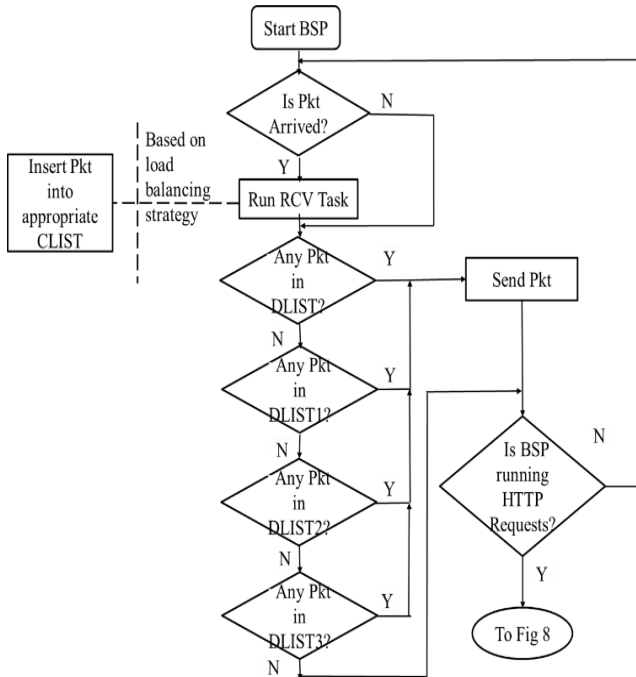 Start BSP
Is Pkt
Arrived?
N
Y
Based on
load
balancing
strategy
Insert Pkt
into
appropriate
CLIST
Run RCV Task
Any Pkt
in
DLIST?
Y
N
Send Pkt
Any Pkt
in
DLIST1?
Y
N
Any Pkt
in
DLIST2?
Y
N
Any Pkt
in
DLIST3?
Y
N
Is BSP
running
HTTP
Requests?
N
Y
To Fig 8